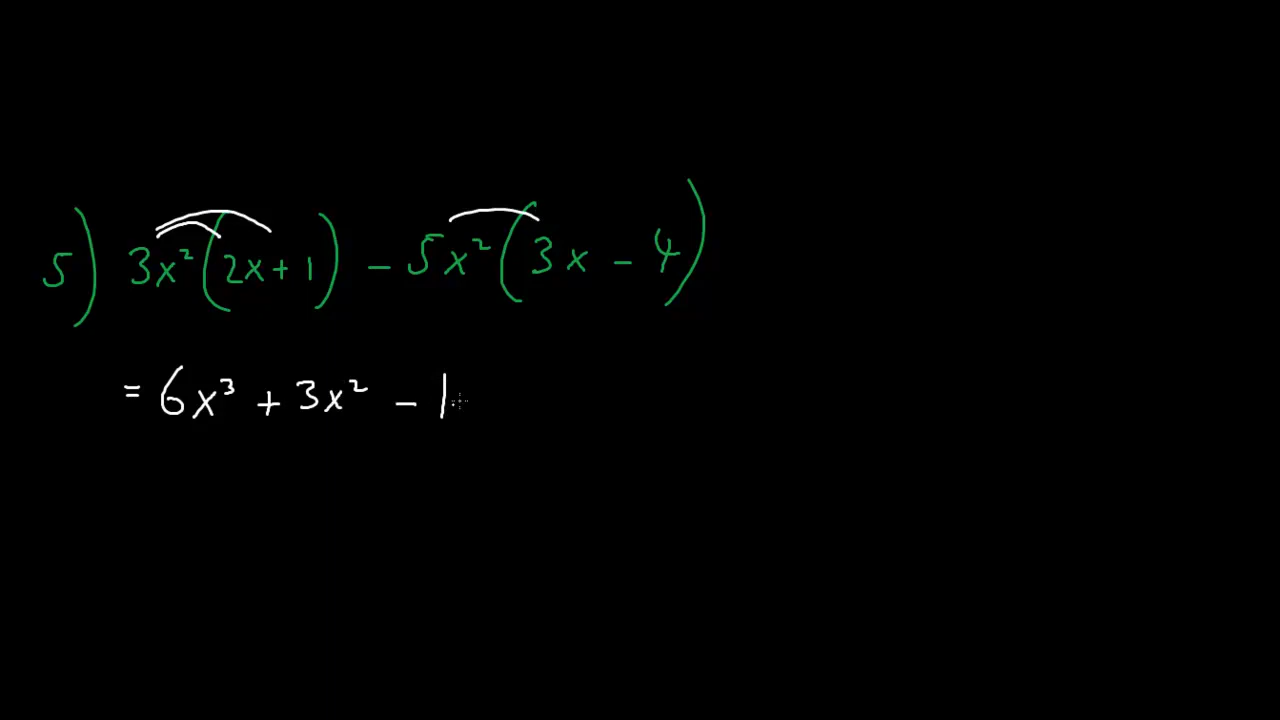 5) 3x²(2x+1) - 5x²(3x - 4)
= 6x³ + 3x² - 1